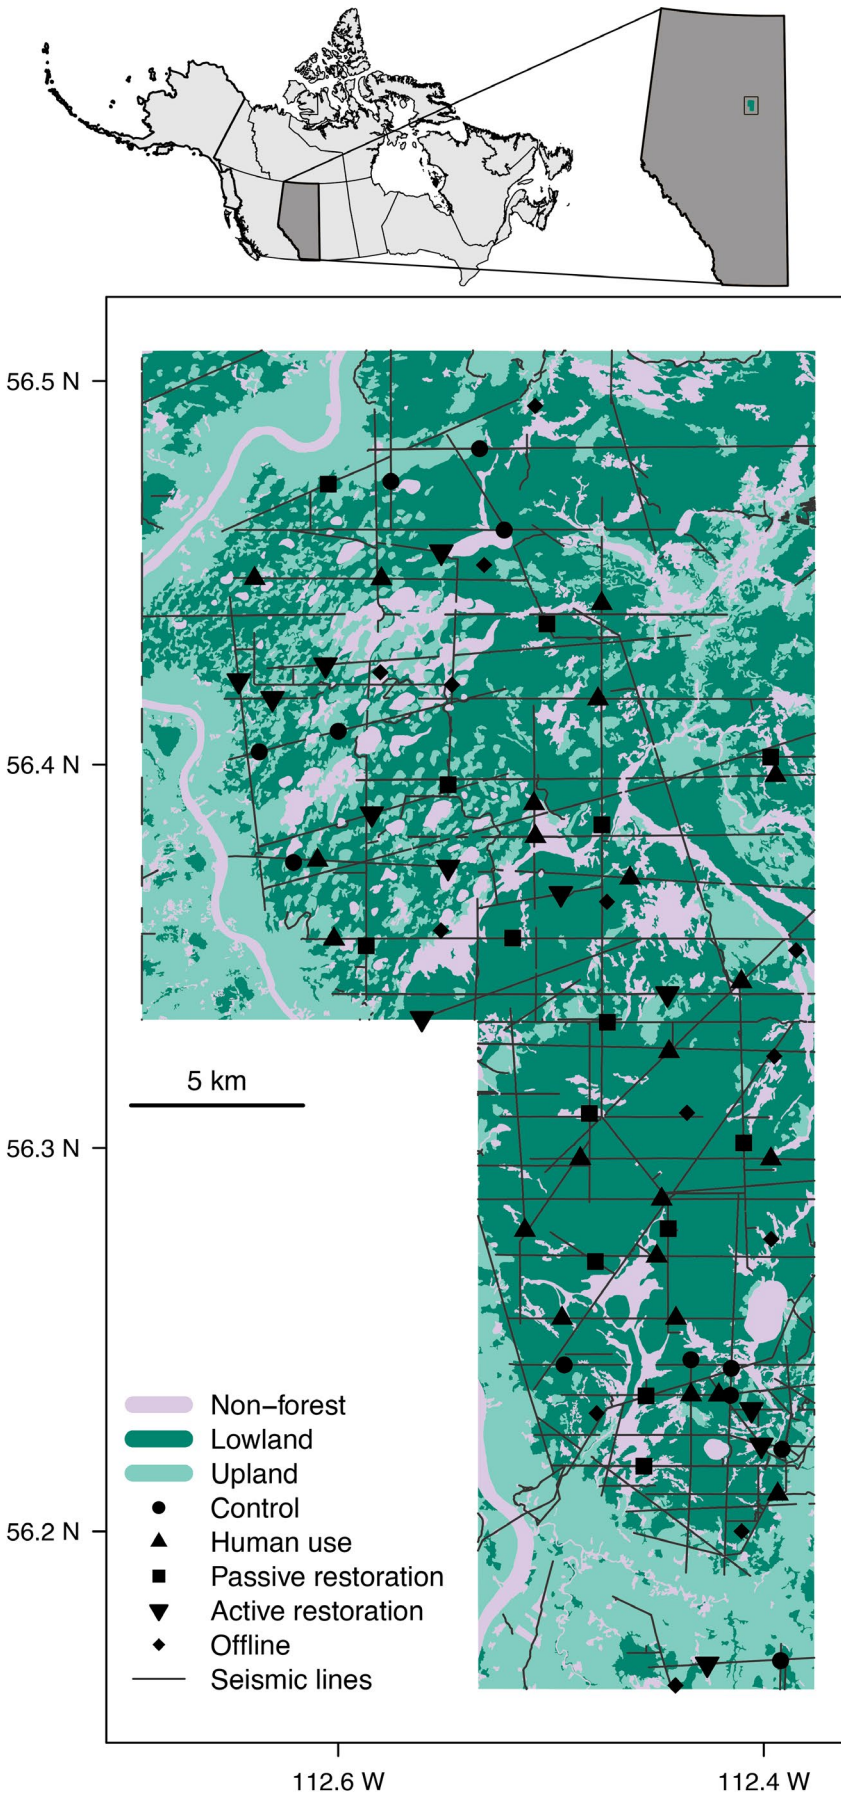 56.5 N
56.4 N
5 km
56.3 N
Non−forest
Lowland
Upland
Control
56.2 N
Human use
Passive restoration
Active restoration
Offline
Seismic lines
112.6 W
112.4 W